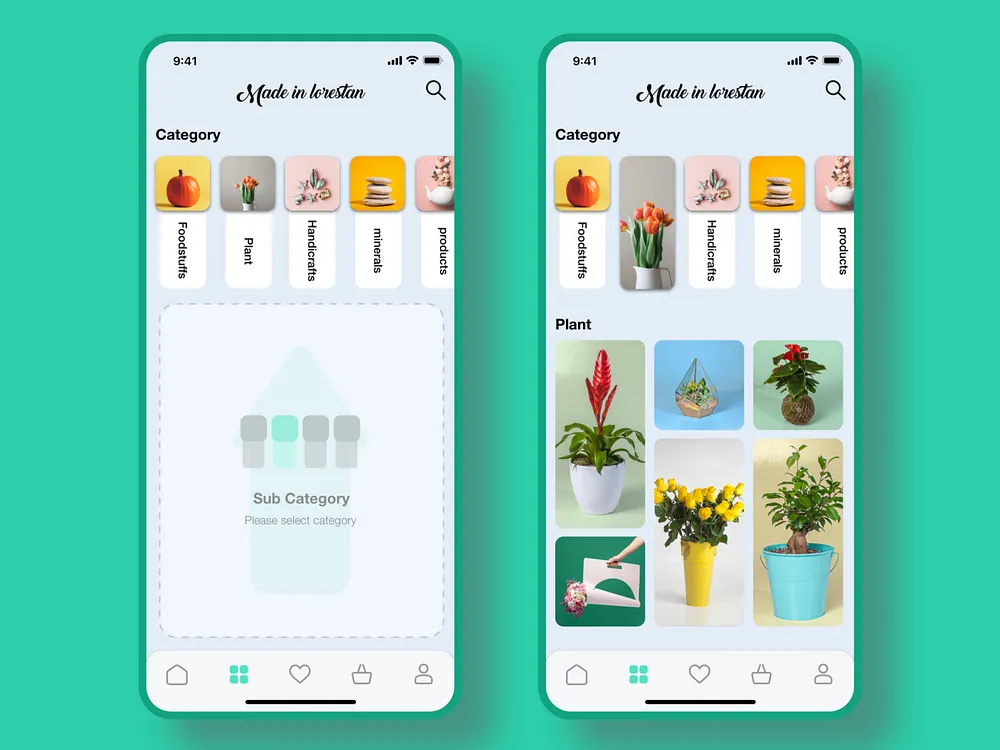 9:41
Made in lorestan
Category
Foodstuffs
Plant
Handicrafts
minerals
products
Sub Category
Please select category
9:41
Made in lorestan
Category
Foodstuffs
Handicrafts
minerals
products
Plant